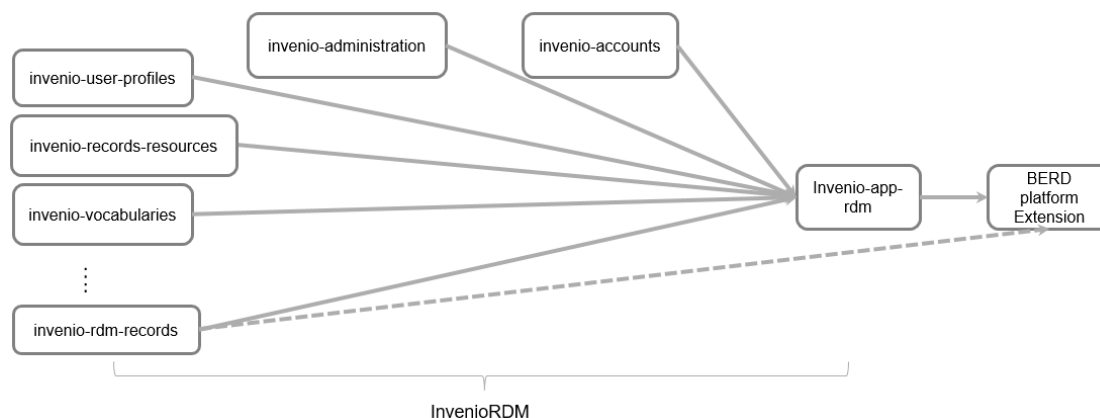 invenio-administration
invenio-accounts
invenio-user-profiles
invenio-records-resources
invenio-vocabularies
Invenio-app-
rdm
BERD
platform
Extension
invenio-rdm-records
InvenioRDM